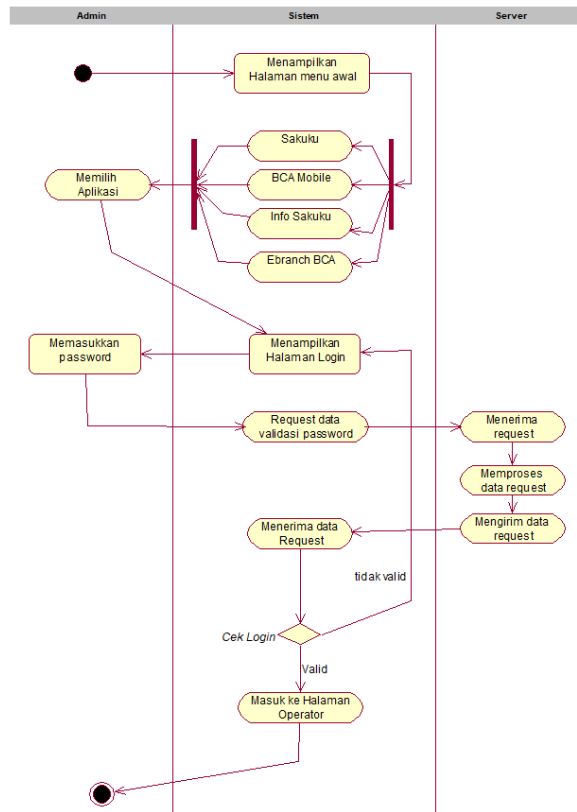 Admin
Sistem
Server
Menampilkan
Halaman menu awal
Sakuku
BCA Mobile
Info Sakuku
Ebranch BCA
Memilih
Aplikasi
Memasukkan
password
Menampilkan
Halaman Login
Request data
validasi password
Menerima
request
Memproses
data request
Mengirim data
request
Menerima data
Request
tidak valid
Cek Login
Valid
Masuk ke Halaman
Operator